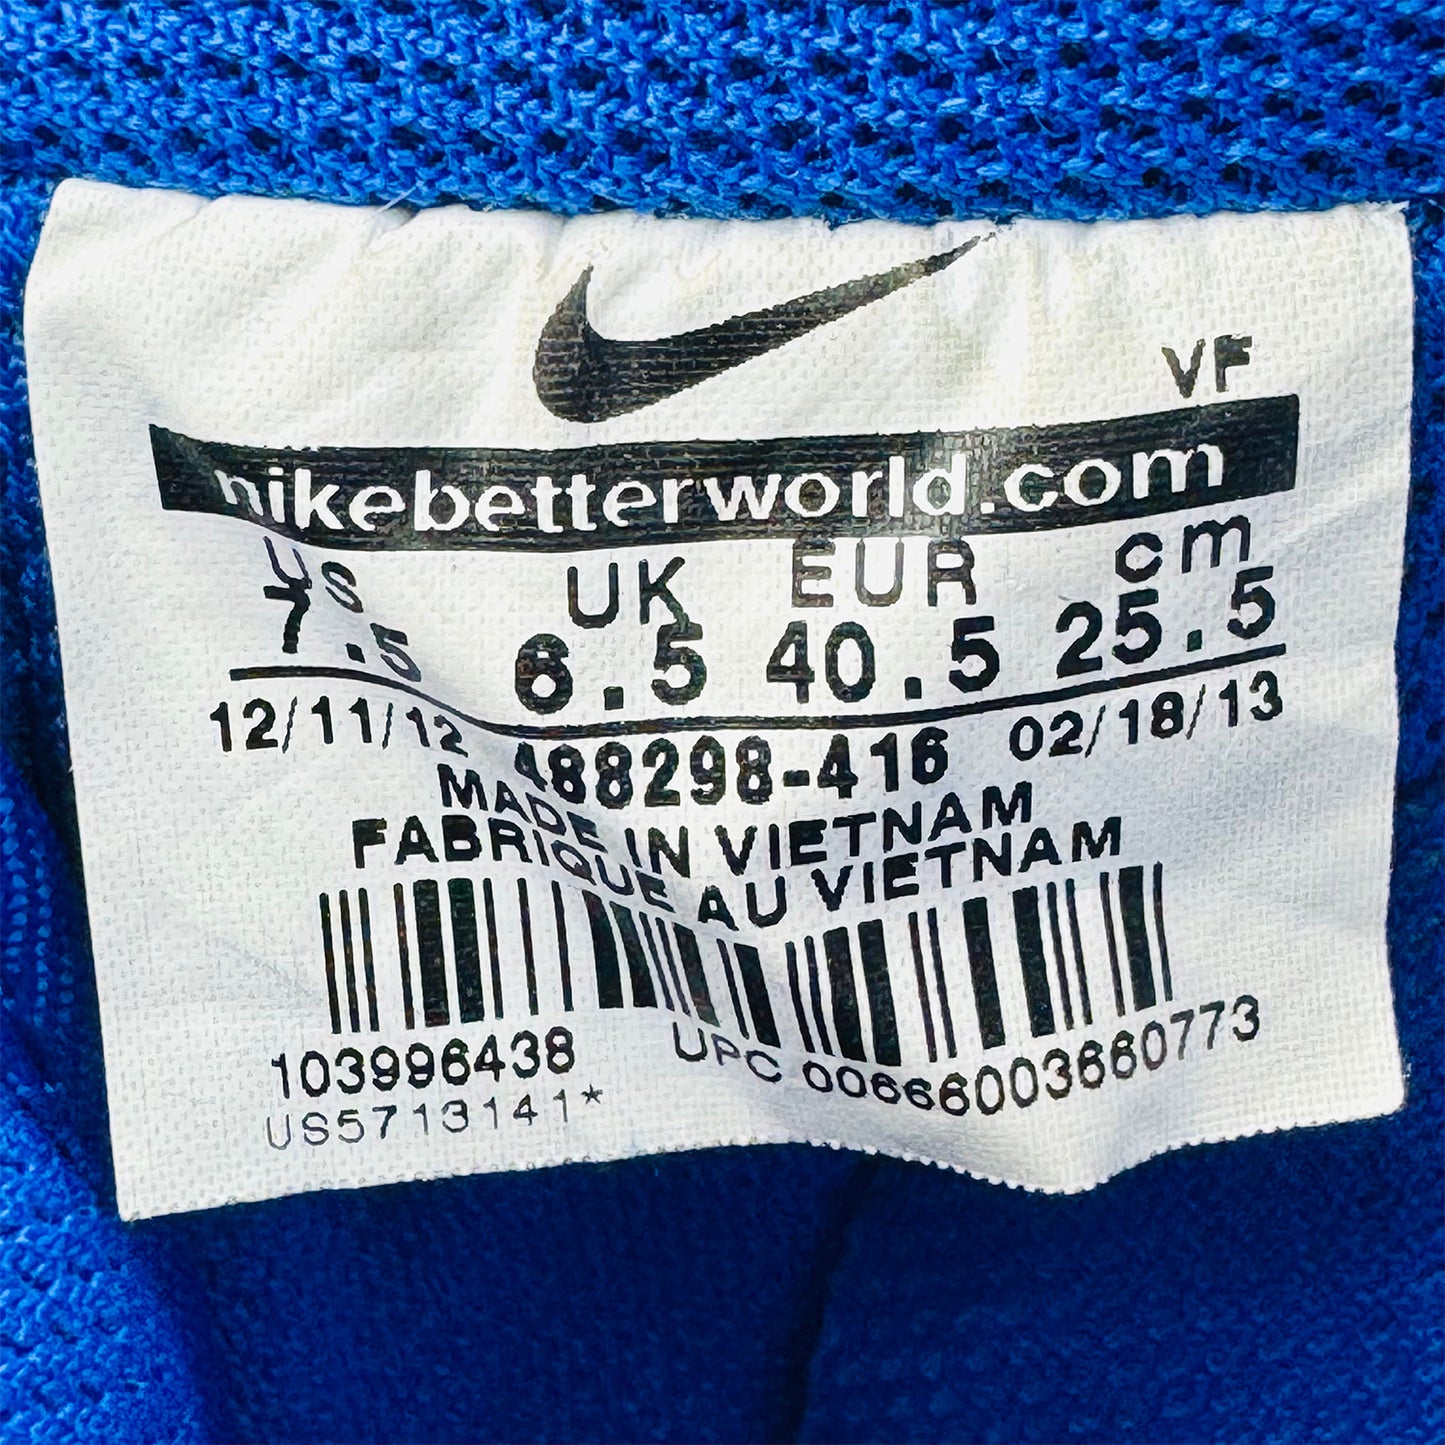 VF
nikebetterworld.com
US UK EUR cm
7.5 6.5 40.5 25.5
12/11/12 488298-416 02/18/13
MADE IN VIETNAM
FABRIQUE AU VIETNAM
103996438 UPC 00666003660773
US5713141*